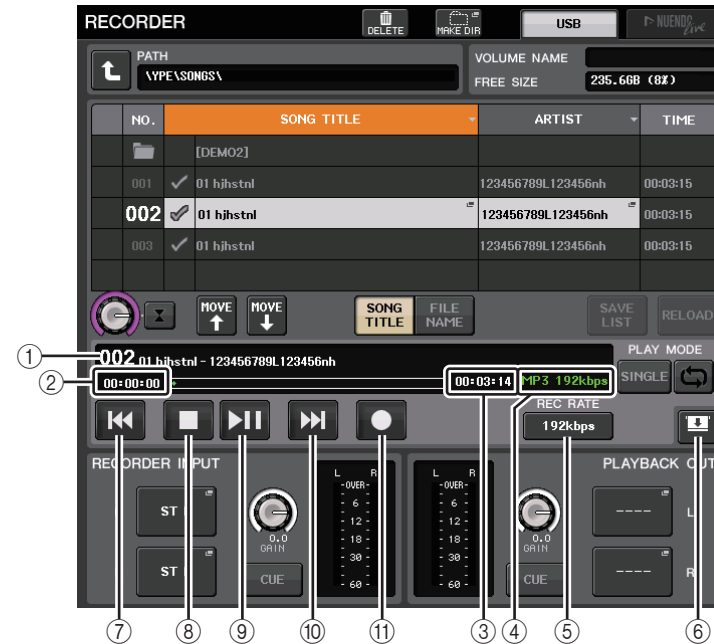 RECORDER
DELETE
MAKE DIR
USB
NUENDO Live
PATH
\YPE\SONGS\
VOLUME NAME
FREE SIZE
235.6GB (8%)
NO.
SONG TITLE
ARTIST
TIME
[DEMO2]
001 01 hjhstnl 123456789L123456nh 00:03:15
002 01 hjhstnl 123456789L123456nh 00:03:15
003 01 hjhstnl 123456789L123456nh 00:03:15
MOVE
MOVE
SONG TITLE
FILE NAME
SAVE LIST
RELOAD
① 002 01 hjhstnl - 123456789L123456nh
PLAY MODE
② 00:00:00
00:03:14
MP3 192kbps
SINGLE
REC RATE
192kbps
RECORDER INPUT
PLAYBACK OUT
L R
-OVER-
6
12
18
30
60
L R
-OVER-
6
12
18
30
60
ST
0.0
GAIN
0.0
GAIN
----
L
ST
CUE
CUE
----
R
⑦ ⑧ ⑨ ⑩ ⑪ ③ ④ ⑤ ⑥